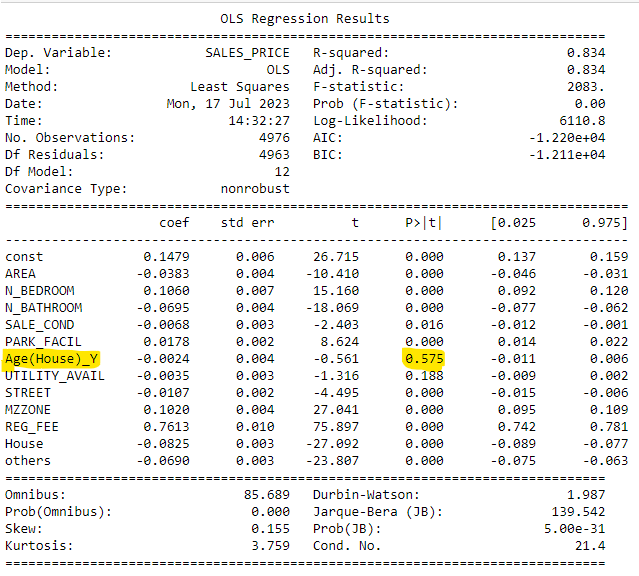 OLS Regression Results
==============================================================================
Dep. Variable: SALES_PRICE R-squared: 0.834
Model: OLS Adj. R-squared: 0.834
Method: Least Squares F-statistic: 2083.
Date: Mon, 17 Jul 2023 Prob (F-statistic): 0.00
Time: 14:32:27 Log-Likelihood: 6110.8
No. Observations: 4976 AIC: -1.220e+04
Df Residuals: 4963 BIC: -1.211e+04
Df Model: 12
Covariance Type: nonrobust
==============================================================================
coef std err t P>|t| [0.025 0.975]
------------------------------------------------------------------------------
const 0.1479 0.006 26.715 0.000 0.137 0.159
AREA -0.0383 0.004 -10.410 0.000 -0.046 -0.031
N_BEDROOM 0.1060 0.007 15.160 0.000 0.092 0.120
N_BATHROOM -0.0695 0.004 -18.069 0.000 -0.077 -0.062
SALE_COND -0.0068 0.003 -2.403 0.016 -0.012 -0.001
PARK_FACIL 0.0178 0.002 8.624 0.000 0.014 0.022
Age(House)_Y -0.0024 0.004 -0.561 0.575 -0.011 0.006
UTILITY_AVAIL -0.0035 0.003 -1.316 0.188 -0.009 0.002
STREET -0.0107 0.002 -4.495 0.000 -0.015 -0.006
MZZONE 0.1020 0.004 27.041 0.000 0.095 0.109
REG_FEE 0.7613 0.010 75.897 0.000 0.742 0.781
House -0.0825 0.003 -27.092 0.000 -0.089 -0.077
others -0.0690 0.003 -23.807 0.000 -0.075 -0.063
==============================================================================
Omnibus: 85.689 Durbin-Watson: 1.987
Prob(Omnibus): 0.000 Jarque-Bera (JB): 139.542
Skew: 0.155 Prob(JB): 5.00e-31
Kurtosis: 3.759 Cond. No. 21.4
==============================================================================